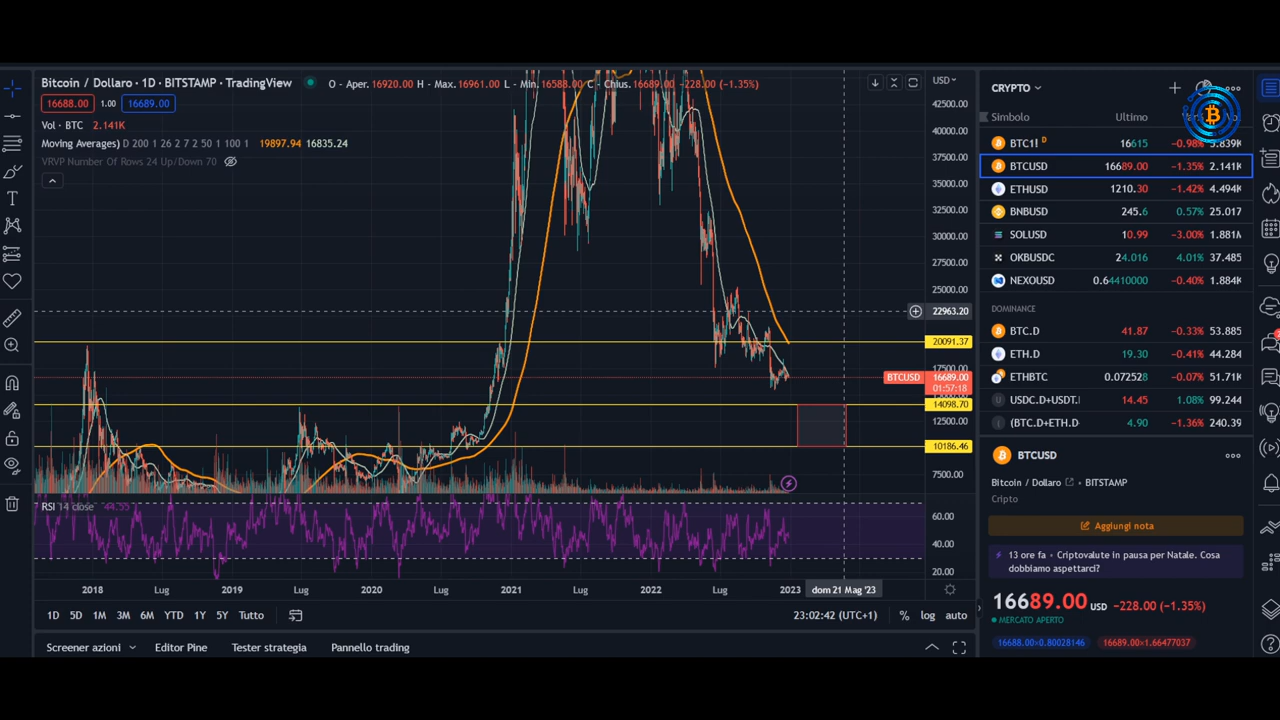 Bitcoin / Dollaro · 1D · BITSTAMP · TradingView
O - Aper. 16920.00 H - Max. 16961.00 L - Min. 16588.00 C - Chius. 16689.00 -228.00 (-1.35%)
16688.00 1.00 16689.00
Vol · BTC 2.141K
Moving Averages) D 200 1 26 2 7 2 50 1 100 1 19897.94 16835.24
VRVP Number Of Rows 24 Up/Down 70
USD
42500.00
40000.00
37500.00
35000.00
32500.00
30000.00
27500.00
25000.00
22963.20
20091.37
17500.00
BTCUSD 16689.00
01:57:18
14098.70
12500.00
10186.46
7500.00
RSI 14 close 44.55
60.00
40.00
20.00
2018 Lug 2019 Lug 2020 Lug 2021 Lug 2022 Lug 2023 dom 21 Mag '23
1D 5D 1M 3M 6M YTD 1Y 5Y Tutto
23:02:42 (UTC+1) % log auto
Screener azioni Editor Pine Tester strategia Pannello trading
CRYPTO
Simbolo Ultimo
BTC1! D 16615 -0.98% 5.839K
BTCUSD 16689.00 -1.35% 2.141K
ETHUSD 1210.30 -1.42% 4.494K
BNBUSD 245.6 0.57% 25.017
SOLUSD 10.99 -3.00% 1.881M
OKBUSDC 24.016 4.01% 37.485
NEXOUSD 0.64410000 -0.40% 1.884K
DOMINANCE
BTC.D 41.87 -0.33% 53.885
ETH.D 19.30 -0.41% 44.284
ETHBTC 0.072528 -0.07% 51.71K
USDC.D+USDT.I 14.45 1.08% 99.244
(BTC.D+ETH.D- 4.90 -1.36% 240.39
BTCUSD
Bitcoin / Dollaro · BITSTAMP
Cripto
Aggiungi nota
13 ore fa · Criptovalute in pausa per Natale. Cosa
dobbiamo aspettarci?
16689.00 USD -228.00 (-1.35%)
MERCATO APERTO
16688.00×0.80028146 16689.00×1.66477037